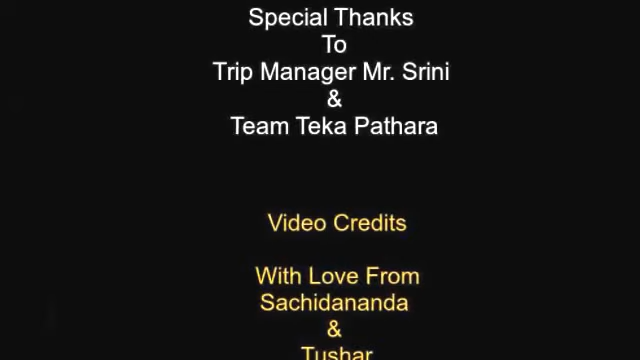 Special Thanks
To
Trip Manager Mr. Srini
&
Team Teka Pathara
Video Credits
With Love From
Sachidananda
&
Tushar